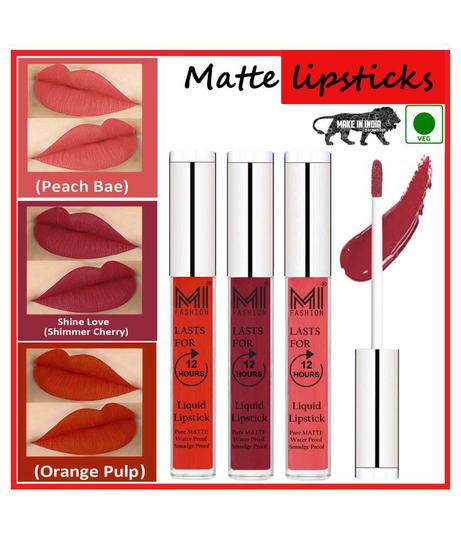 Matte lipsticks
MAKE IN INDIA
VEG
(Peach Bae)
Shine Love
(Shimmer Cherry)
(Orange Pulp)
MI
FASHION
LASTS
FOR
12
HOURS
Liquid
Lipstick
Pure MATTE
Water Proof
Smudge Proof
MI
FASHION
LASTS
FOR
12
HOURS
Liquid
Lipstick
Pure MATTE
Water Proof
Smudge Proof
MI
FASHION
LASTS
FOR
12
HOURS
Liquid
Lipstick
Pure MATTE
Water Proof
Smudge Proof